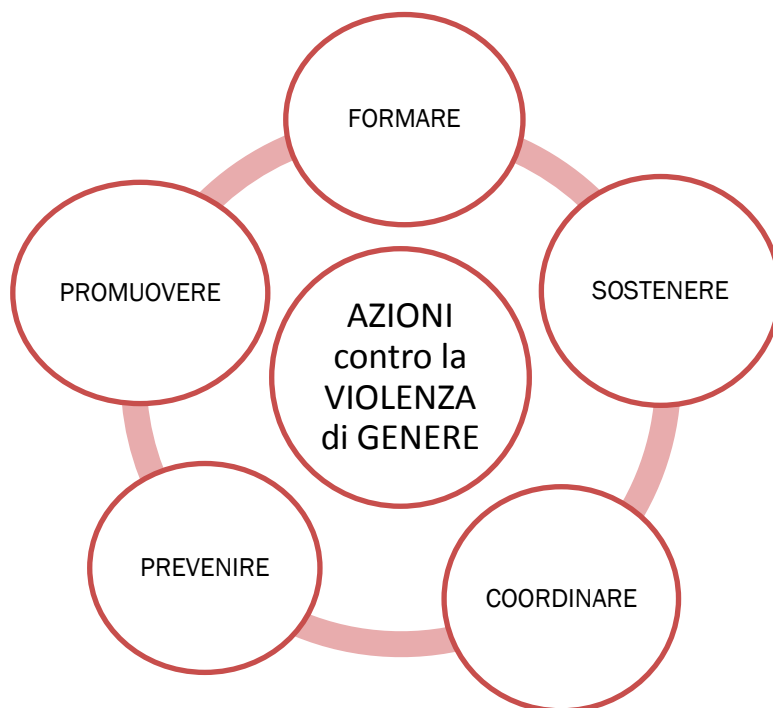 FORMARE
SOSTENERE
COORDINARE
PREVENIRE
PROMUOVERE
AZIONI
contro la
VIOLENZA
di GENERE